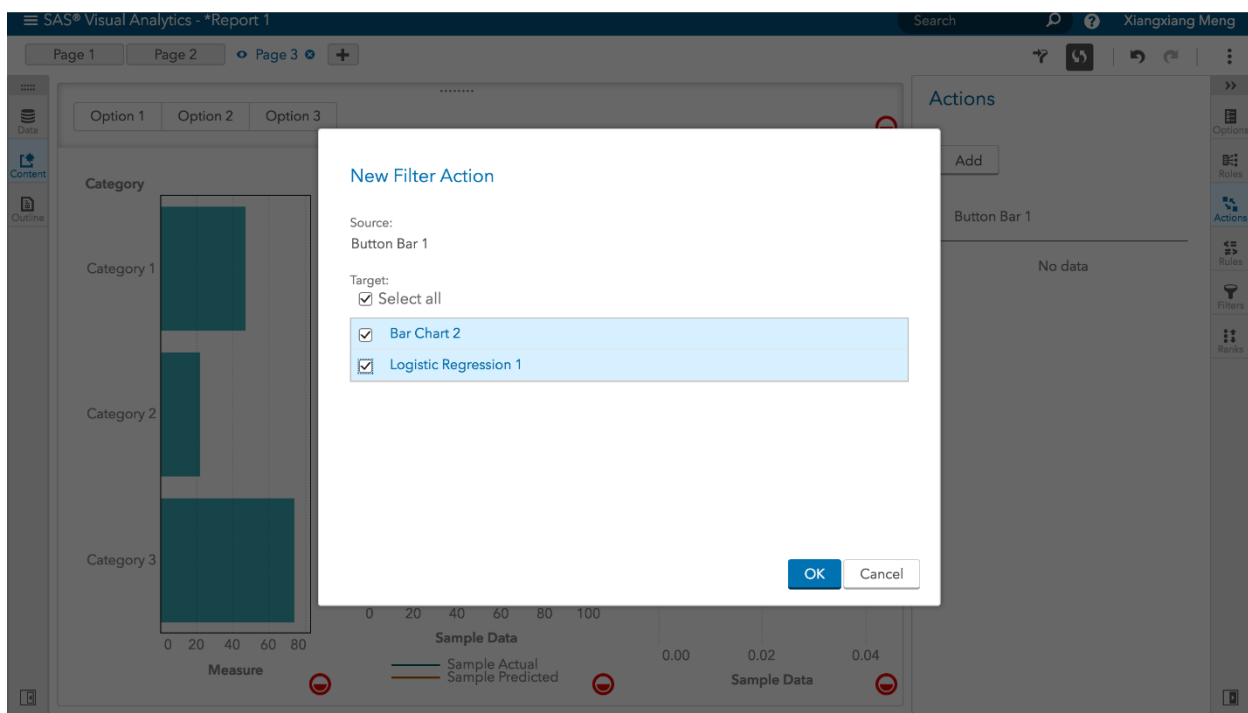 SAS® Visual Analytics - *Report 1
Search
Xiangxiang Meng
Page 1
Page 2
Page 3
Data
Content
Outline
Option 1
Option 2
Option 3
Category
Category 1
Category 2
Category 3
0 20 40 60 80
Measure
New Filter Action
Source:
Button Bar 1
Target:
Select all
Bar Chart 2
Logistic Regression 1
OK
Cancel
0 20 40 60 80 100
Sample Data
Sample Actual
Sample Predicted
0.00 0.02 0.04
Sample Data
Actions
Add
Button Bar 1
No data
Options
Roles
Actions
Rules
Filters
Ranks